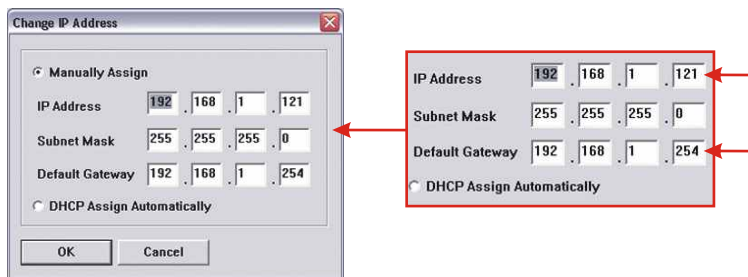 Change IP Address
Manually Assign
IP Address 192 . 168 . 1 . 121
Subnet Mask 255 . 255 . 255 . 0
Default Gateway 192 . 168 . 1 . 254
DHCP Assign Automatically
OK Cancel
IP Address 192 . 168 . 1 . 121
Subnet Mask 255 . 255 . 255 . 0
Default Gateway 192 . 168 . 1 . 254
DHCP Assign Automatically